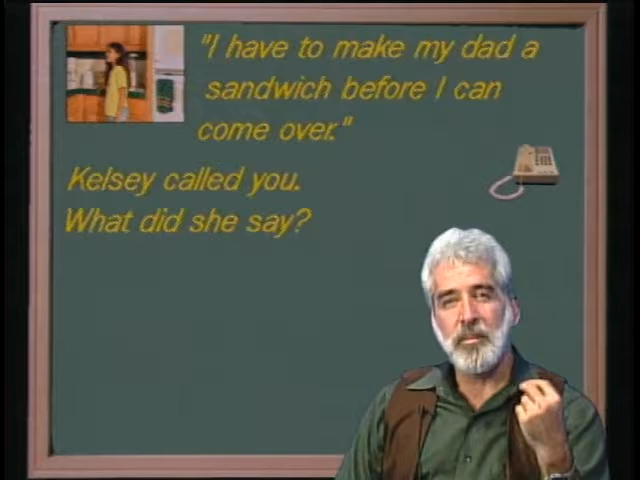 "I have to make my dad a
sandwich before I can
come over."
Kelsey called you.
What did she say?